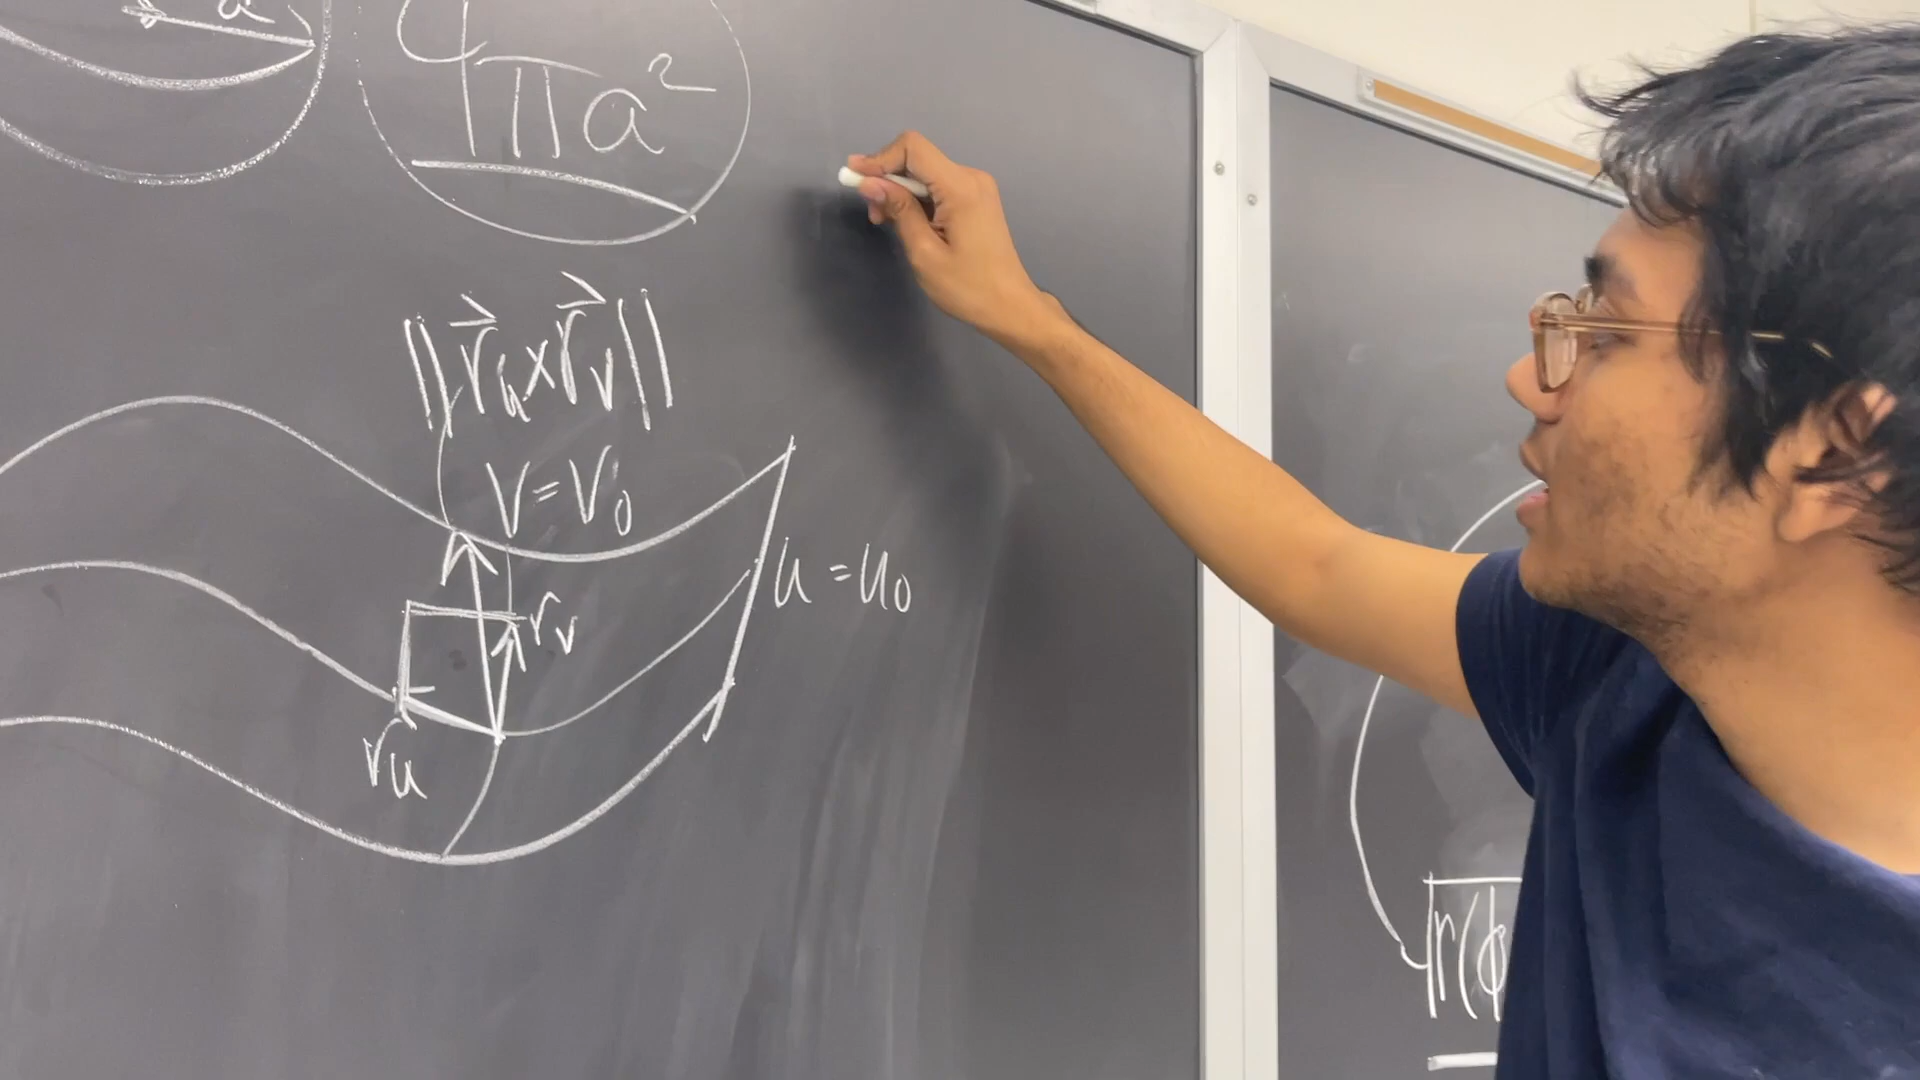 a
4πa²
||r⃗u×r⃗v||
v=v₀
u=u₀
rv
ru
r(ϕ